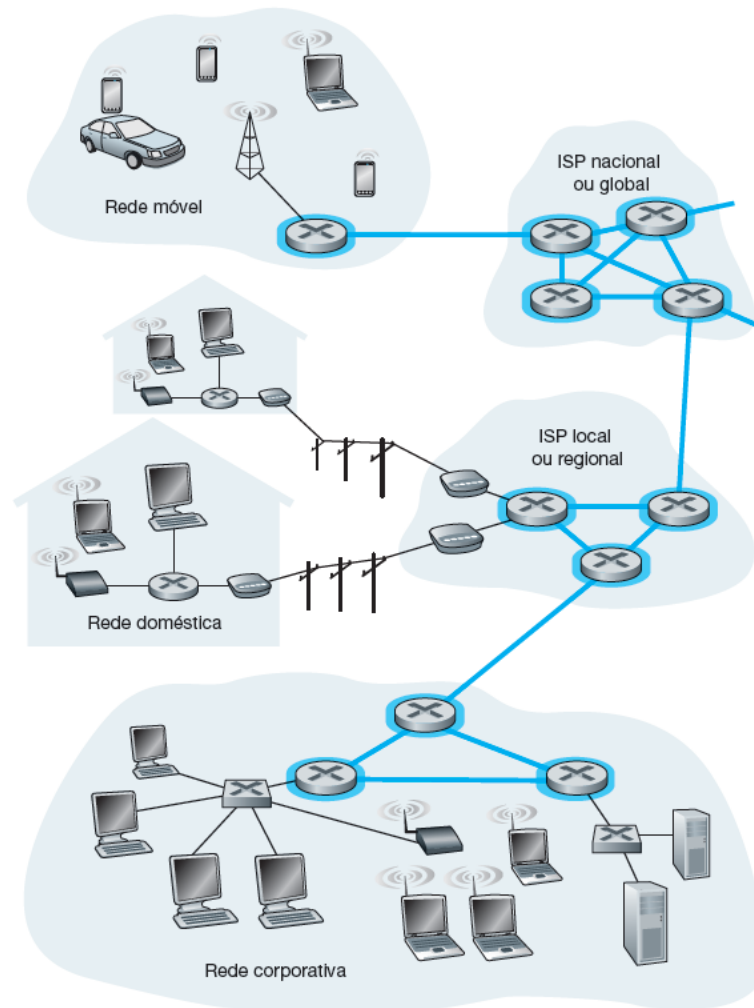 Rede móvel
ISP nacional
ou global
ISP local
ou regional
Rede doméstica
Rede corporativa